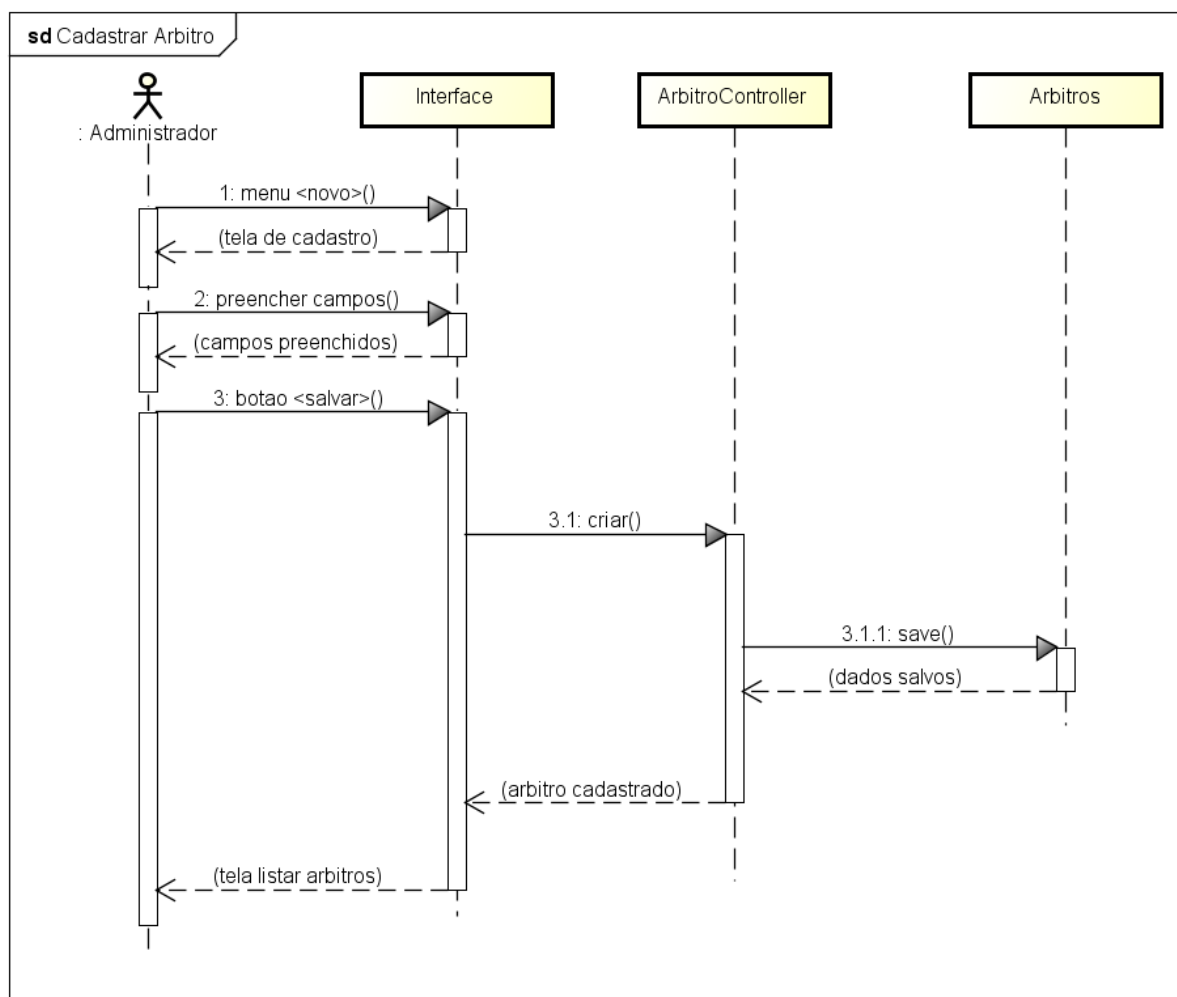 sd Cadastrar Arbitro
: Administrador
Interface
ArbitroController
Arbitros
1: menu <novo>()
(tela de cadastro)
2: preencher campos()
(campos preenchidos)
3: botao <salvar>()
3.1: criar()
3.1.1: save()
(dados salvos)
(arbitro cadastrado)
(tela listar arbitros)